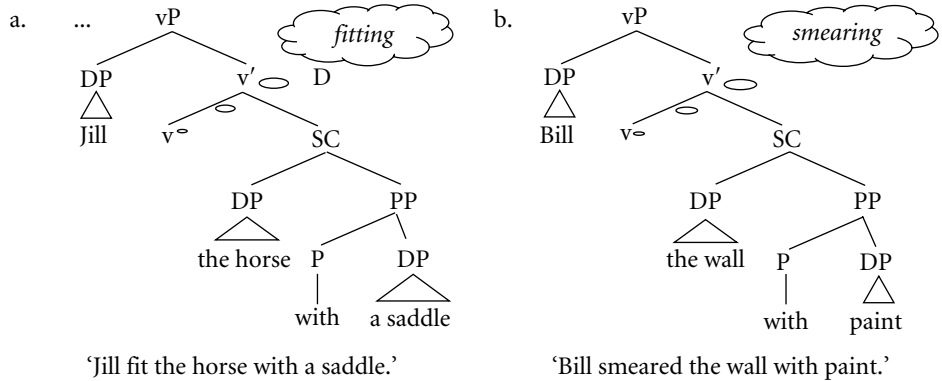 a. ... vP fitting
DP v′ D
Jill v SC
DP PP
the horse P DP
with a saddle
'Jill fit the horse with a saddle.'
b. vP smearing
DP v′
Bill v SC
DP PP
the wall P DP
with paint
'Bill smeared the wall with paint.'